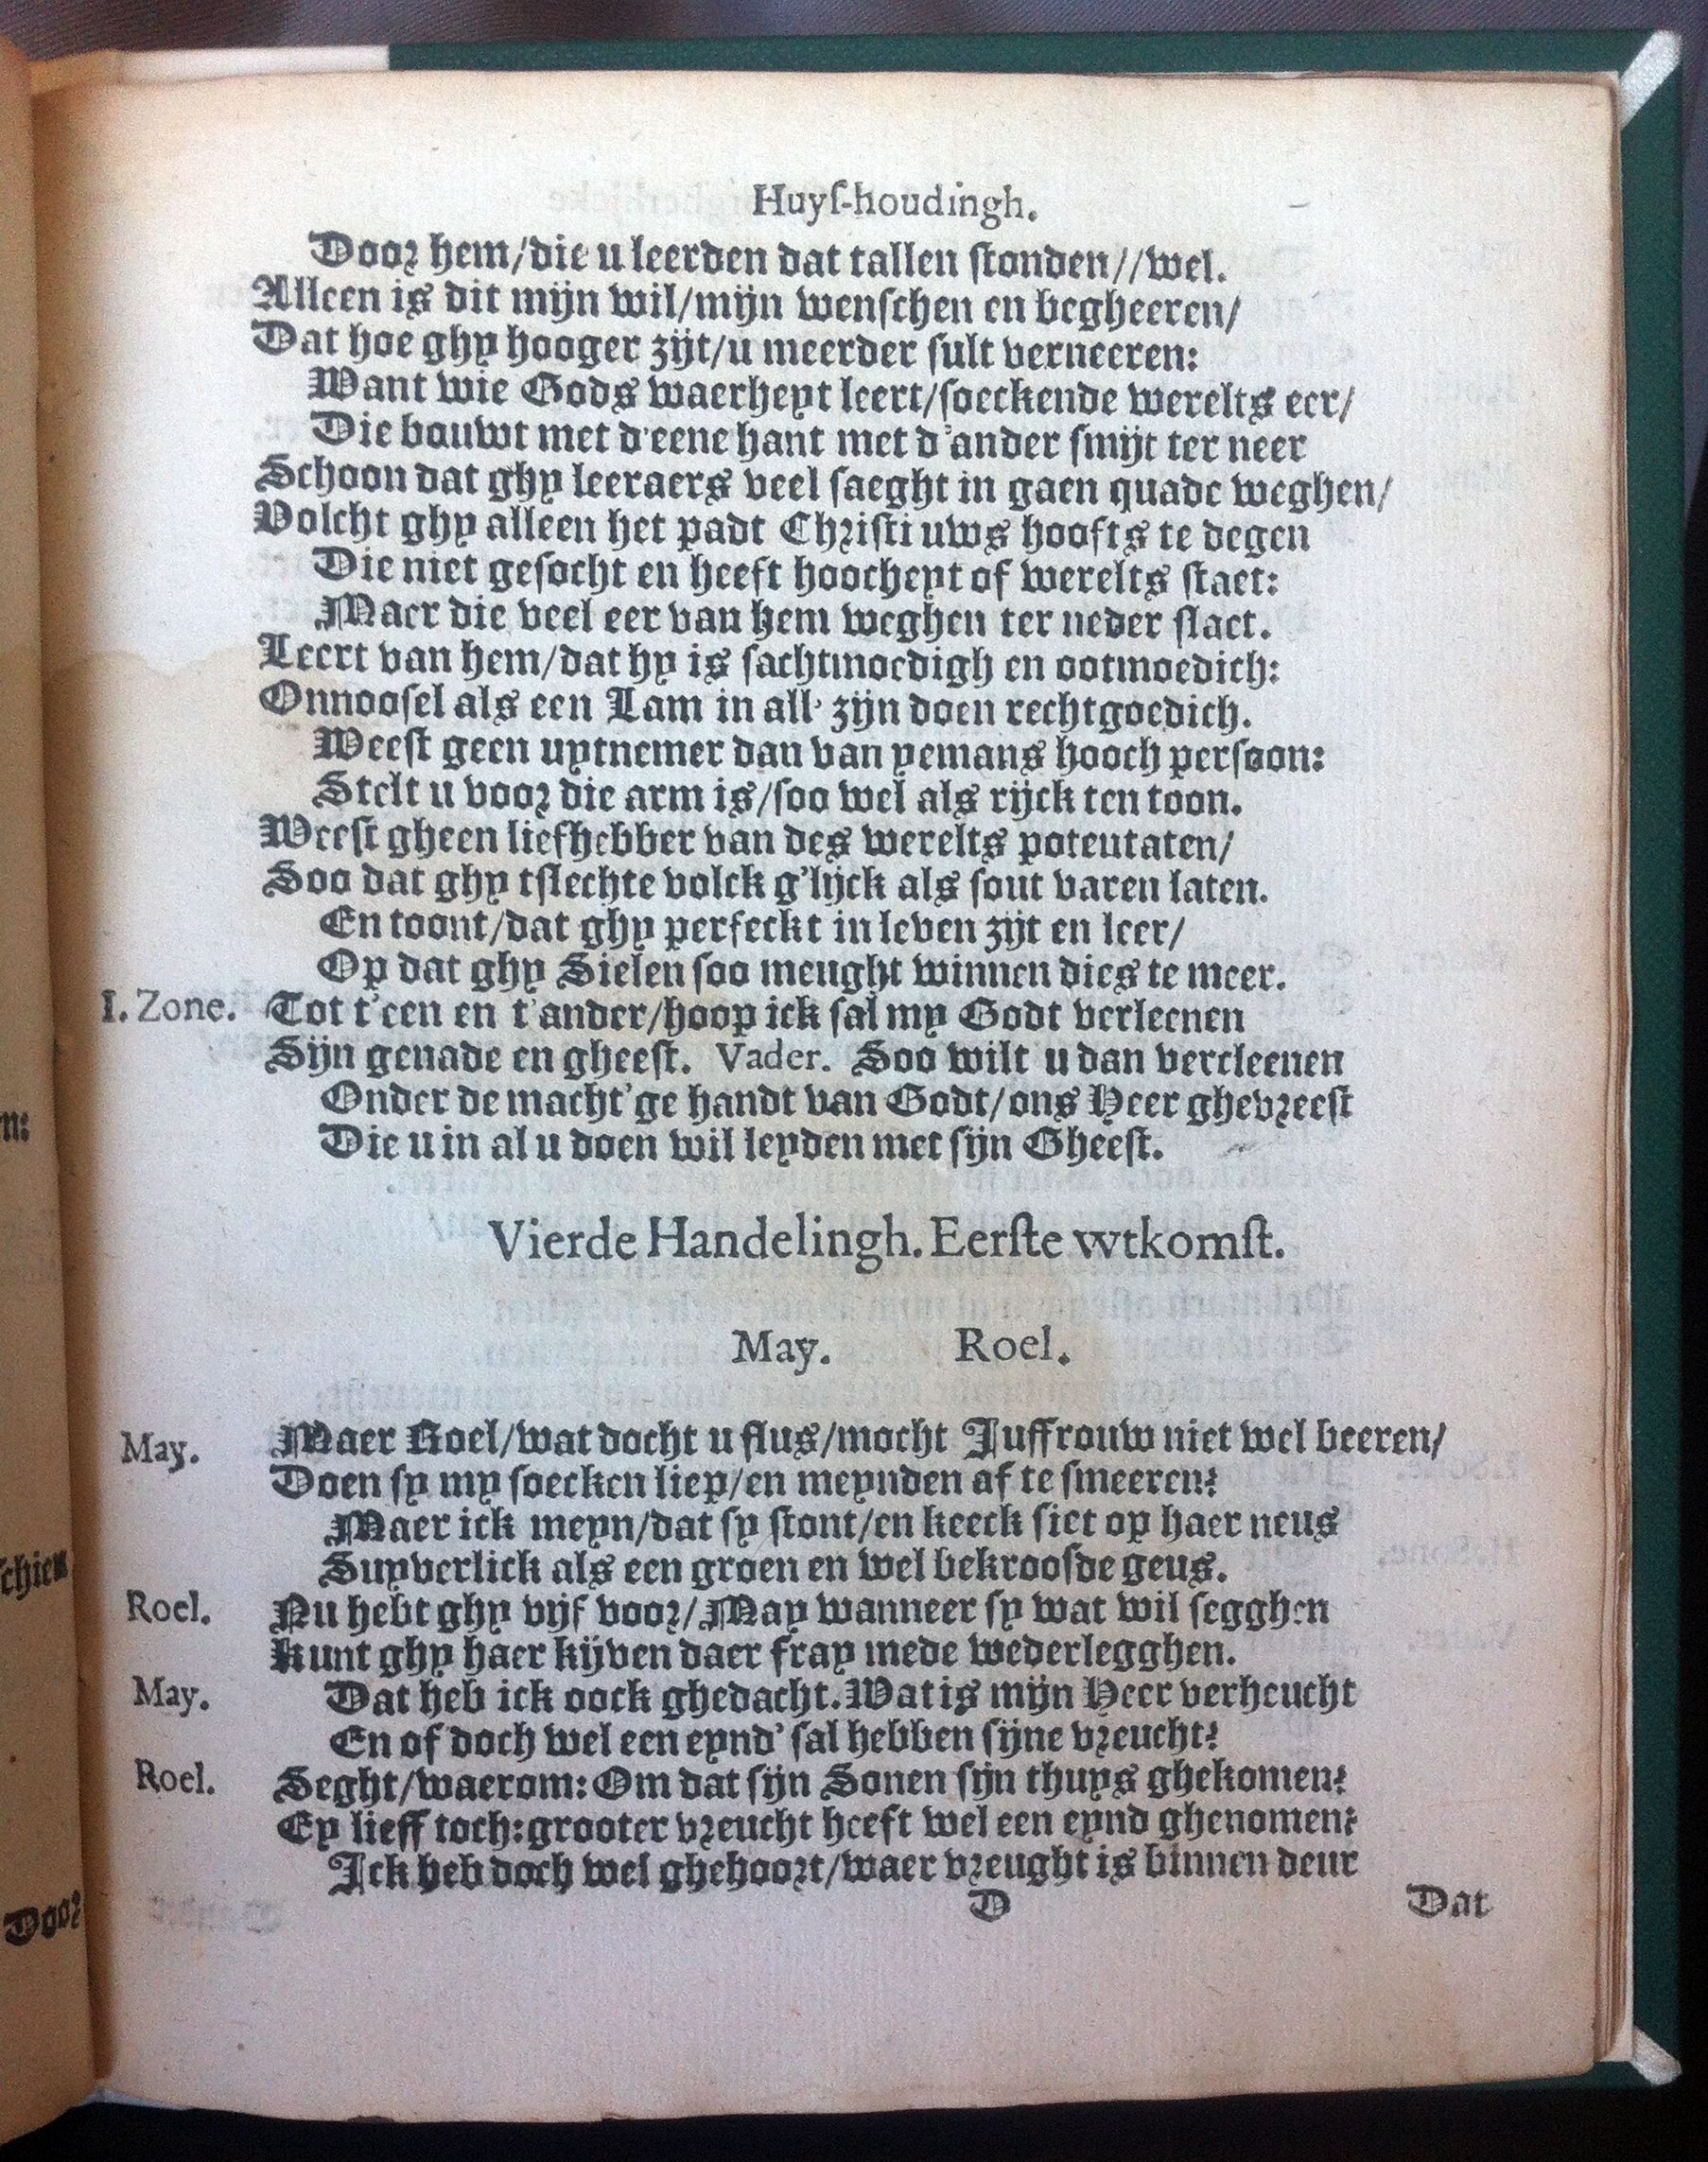 Huyſ-houdingh.
Door hem/die u leerden dat tallen ſtonden//wel.
Alleen is dit mijn wil/mijn wenſchen en begheeren/
Dat hoe ghy hooger zijt/u meerder ſult verneeren:
Want wie Gods waerheyt leert/ſoeckende werelts eer/
Die bouwt met d'eene hant met d'ander ſmijt ter neer
Schoon dat ghy leeraers veel ſaeght in gaen quade weghen/
Volcht ghy alleen het padt Chriſti uws hoofts te degen
Die niet geſocht en heeft hoocheyt of werelts ſtaet:
Maer die veel eer van hem weghen ter neder ſlaet.
Leert van hem/dat hy is ſachtmoedigh en ootmoedich:
Onnooſel als een Lam in all' zijn doen rechtgoedich.
Weeſt geen uytnemer dan van yemans hooch perſoon:
Stelt u voor die arm is/ſoo wel als rijck ten toon.
Weeſt gheen liefhebber van des werelts potentaten/
Soo dat ghy tſlechte volck g'lijck als ſout varen laten.
En toont/dat ghy perfeckt in leven zijt en leer/
Op dat ghy Sielen ſoo meught winnen dies te meer.
I. Zone. Tot t'een en t'ander/hoop ick ſal my Godt verleenen
Sijn genade en gheeſt. Vader. Soo wilt u dan vercleenen
Onder de macht'ge handt van Godt/ons Heer ghevreeſt
Die u in al u doen wil leyden met ſijn Gheeſt.
Vierde Handelingh. Eerſte wtkomſt.
May. Roel.
May. Maer Roel/wat docht u flus/mocht Juffrouw niet wel beeren/
Doen ſy my ſoecken liep/en meynden af te ſmeeren?
Maer ick meyn/dat ſy ſtont/en keeck ſiet op haer neus
Suyverlick als een groen en wel bekrooſde geus.
Roel. Nu hebt ghy vijf voor/May wanneer ſy wat wil ſegghen
Kunt ghy haer kijven daer fray mede wederlegghen.
May. Dat heb ick oock ghedacht. Wat is mijn Heer verheucht
En of doch wel een eynd' ſal hebben ſijne vreucht?
Roel. Seght/waerom: Om dat ſijn Sonen ſijn thuys ghekomen?
Ey lieff toch: grooter vreucht heeft wel een eynd ghenomen?
Ick heb doch wel ghehoort/waer vreught is binnen deur
D Dat
n:
ſchien
Door